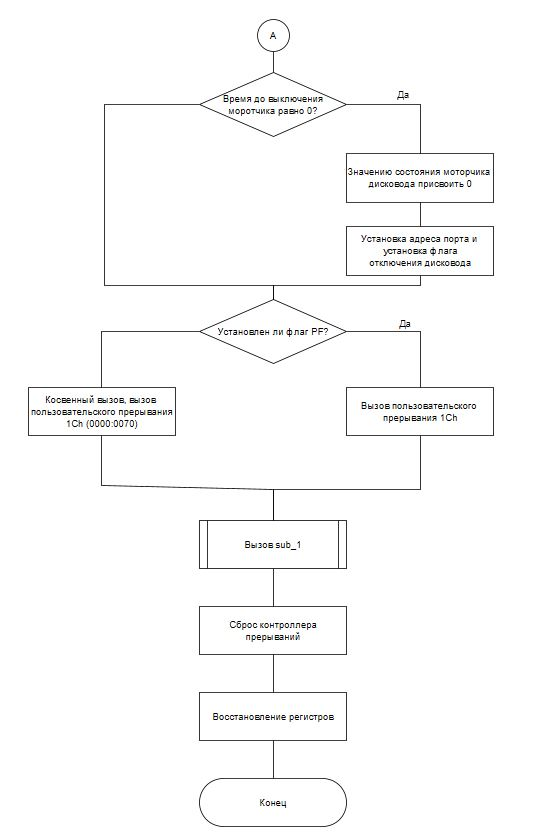 А
Время до выключения
моротчика равно 0?
Да
Значению состояния моторчика
дисковода присвоить 0
Установка адреса порта и
установка флага
отключения дисковода
Установлен ли флаг PF?
Да
Косвенный вызов, вызов
пользовательского прерывания
1Ch (0000:0070)
Вызов пользовательского
прерывания 1Ch
Вызов sub_1
Сброс контроллера
прерываний
Восстановление регистров
Конец